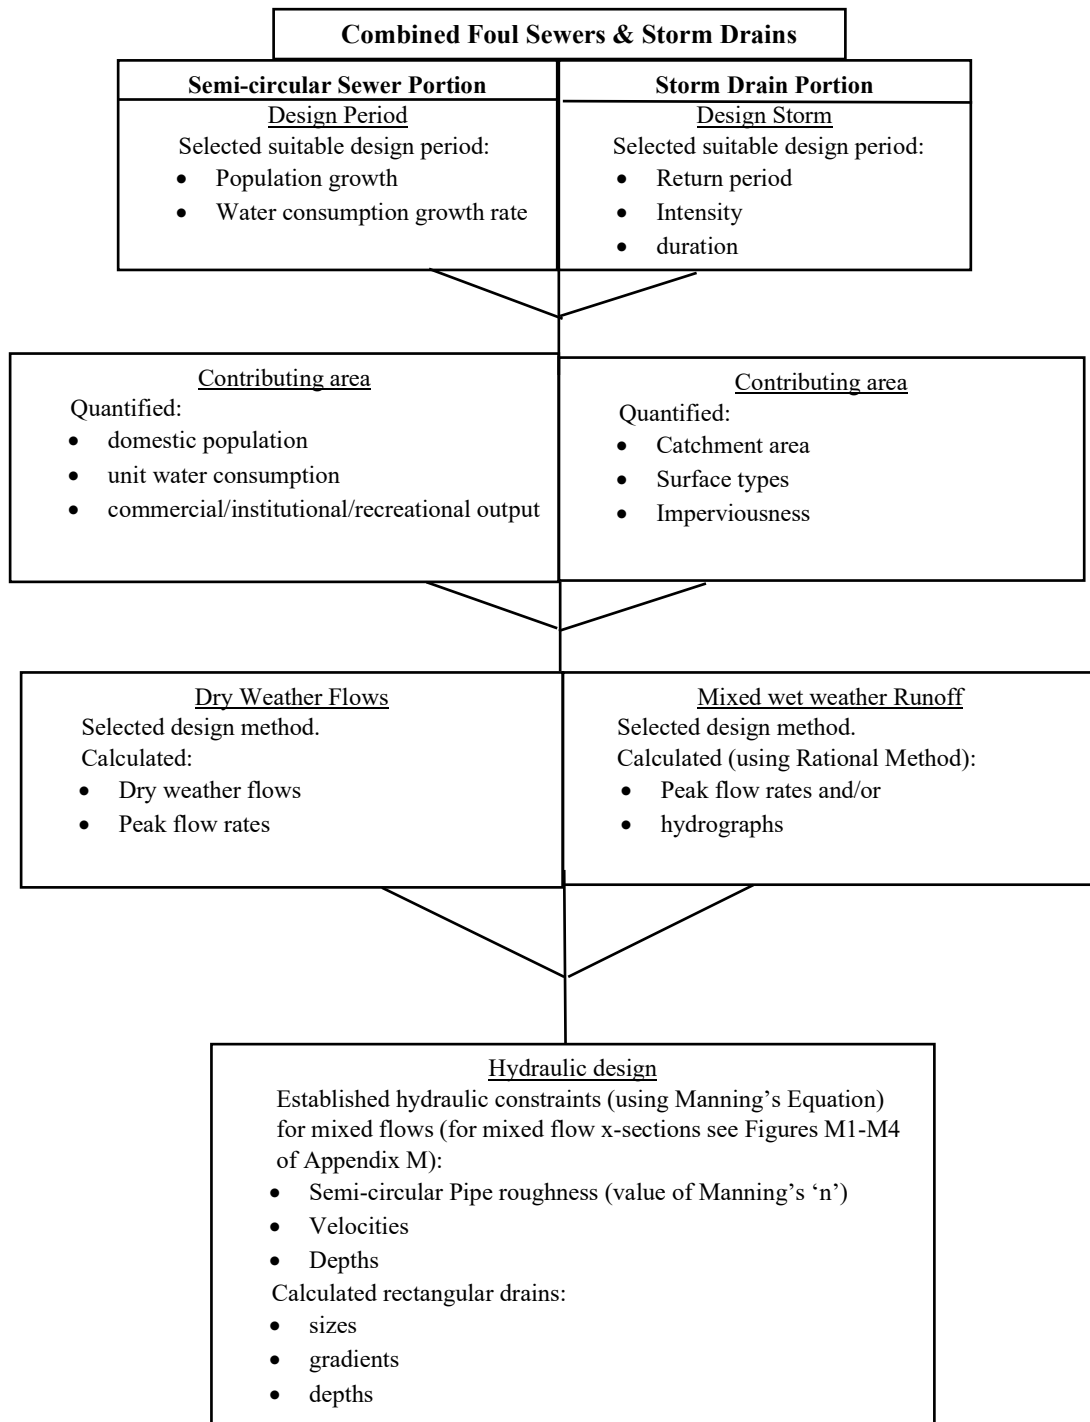 Combined Foul Sewers & Storm Drains
Semi-circular Sewer Portion
Design Period
Selected suitable design period:
• Population growth
• Water consumption growth rate
Storm Drain Portion
Design Storm
Selected suitable design period:
• Return period
• Intensity
• duration
Contributing area
Quantified:
• domestic population
• unit water consumption
• commercial/institutional/recreational output
Contributing area
Quantified:
• Catchment area
• Surface types
• Imperviousness
Dry Weather Flows
Selected design method.
Calculated:
• Dry weather flows
• Peak flow rates
Mixed wet weather Runoff
Selected design method.
Calculated (using Rational Method):
• Peak flow rates and/or
• hydrographs
Hydraulic design
Established hydraulic constraints (using Manning’s Equation)
for mixed flows (for mixed flow x-sections see Figures M1-M4
of Appendix M):
• Semi-circular Pipe roughness (value of Manning’s ‘n’)
• Velocities
• Depths
Calculated rectangular drains:
• sizes
• gradients
• depths